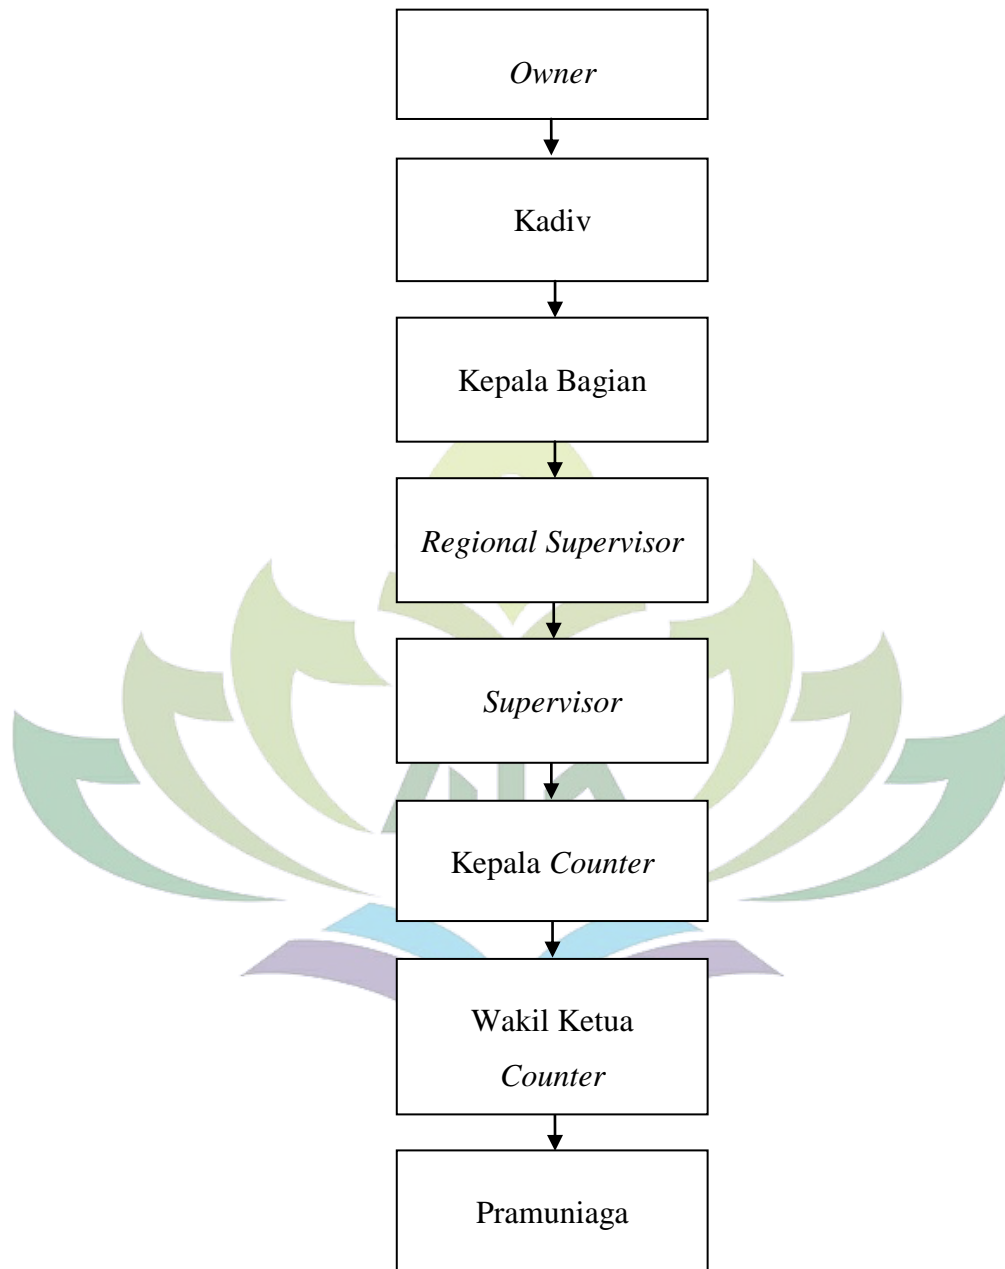 Owner
Kadiv
Kepala Bagian
Regional Supervisor
Supervisor
Kepala Counter
Wakil Ketua
Counter
Pramuniaga